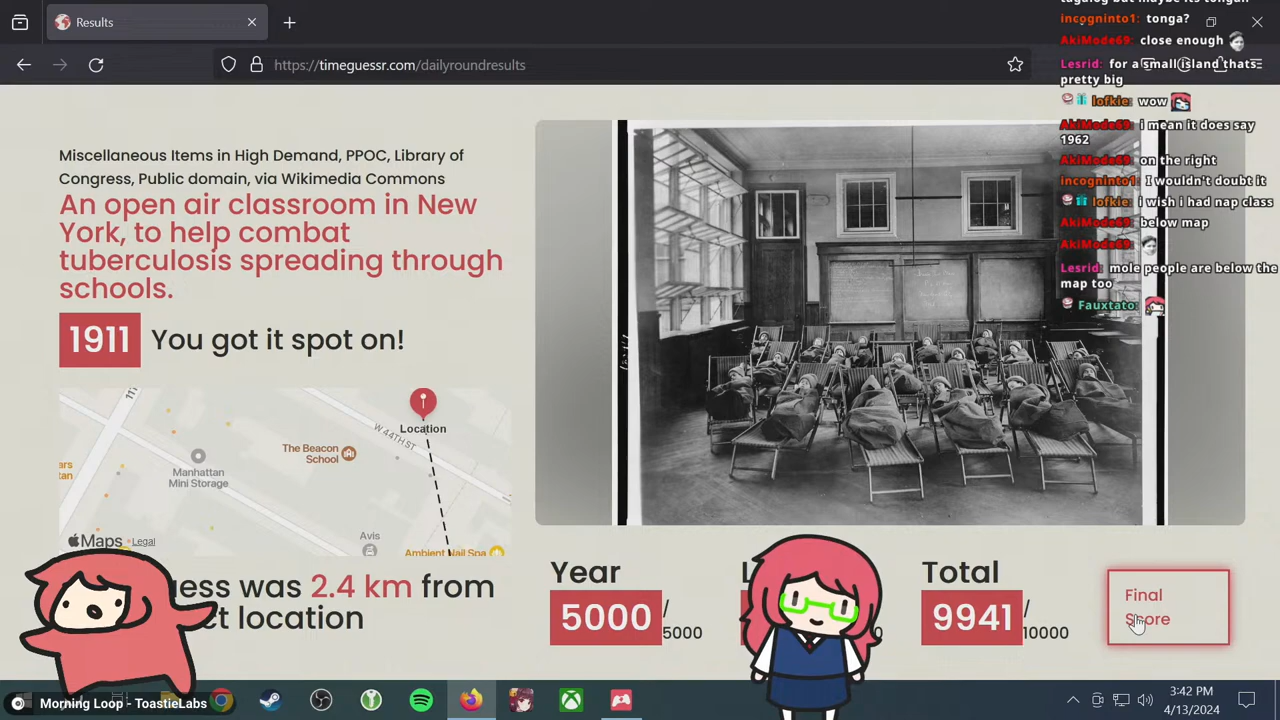 Results
https://timeguessr.com/dailyroundresults
Miscellaneous Items in High Demand, PPOC, Library of
Congress, Public domain, via Wikimedia Commons
An open air classroom in New
York, to help combat
tuberculosis spreading through
schools.
1911 You got it spot on!
Location
W 44TH ST
The Beacon
School
Manhattan
Mini Storage
Avis
Ambient Nail Spa
Maps Legal
guess was 2.4 km from
location
Year
5000/
5000
Total
9941/
10000
Final
Score
incogninto1: tonga?
AkiMode69: close enough
Lesrid: for a small island thats
pretty big
lofkie: wow
AkiMode69: i mean it does say
1962
AkiMode69: on the right
incogninto1: I wouldn't doubt it
lofkie: i wish i had nap class
AkiMode69: below map
AkiMode69:
Lesrid: mole people are below the
map too
Fauxtato:
Morning Loop - ToastieLabs
3:42 PM
4/13/2024